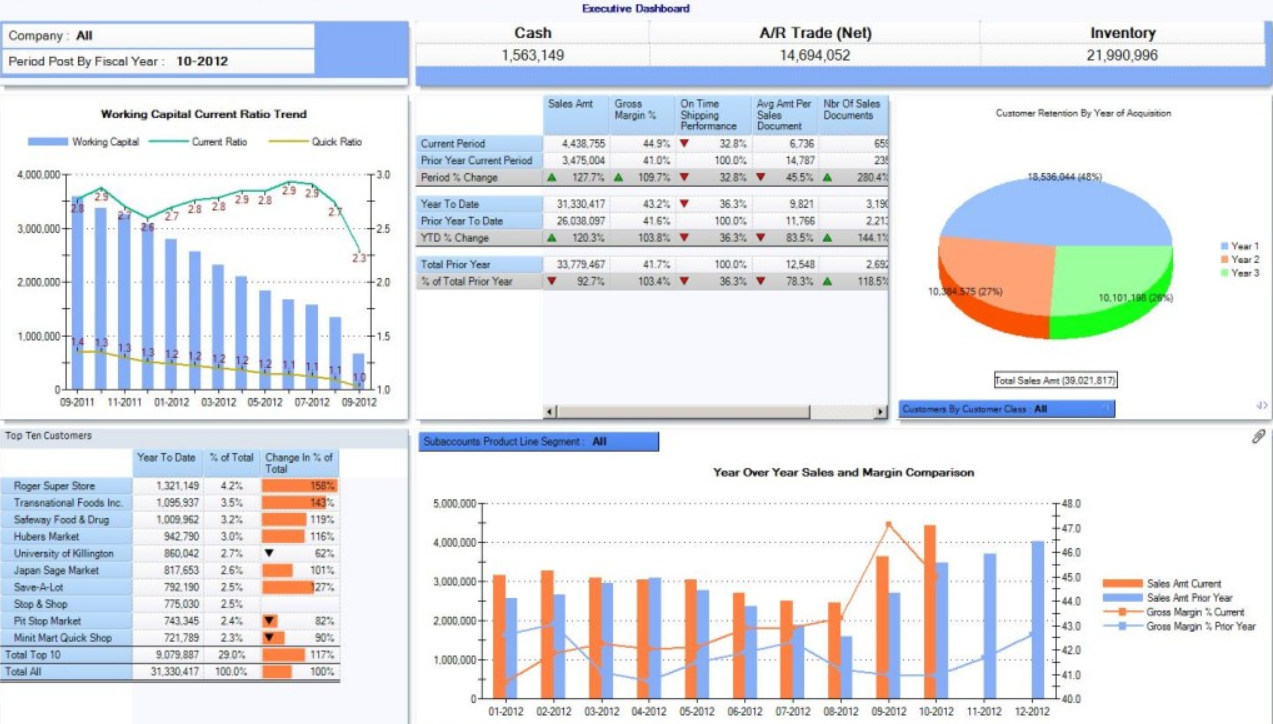 Executive Dashboard
Company : All
Period Post By Fiscal Year : 10-2012
Cash A/R Trade (Net) Inventory
1,563,149 14,694,052 21,990,996
Working Capital Current Ratio Trend
Working Capital Current Ratio Quick Ratio
4,000,000
3,000,000
2,000,000
1,000,000
0
3.0
2.5
2.0
1.5
1.0
2.8 2.9 2.7 2.6 2.7 2.8 2.8 2.9 2.8 2.9 2.9 2.7 2.3
1.4 1.3 1.3 1.3 1.2 1.2 1.2 1.2 1.2 1.1 1.1 1.1 1.0
09-2011 11-2011 01-2012 03-2012 05-2012 07-2012 09-2012
Sales Amt Gross Margin % On Time Shipping Performance Avg Amt Per Sales Document Nbr Of Sales Documents
Current Period 4,438,755 44.9% 32.8% 6,736 659
Prior Year Current Period 3,475,004 41.0% 100.0% 14,787 235
Period % Change 127.7% 109.7% 32.8% 45.5% 280.4%
Year To Date 31,330,417 43.2% 36.3% 9,821 3,190
Prior Year To Date 26,038,097 41.6% 100.0% 11,766 2,213
YTD % Change 120.3% 103.8% 36.3% 83.5% 144.1%
Total Prior Year 33,779,467 41.7% 100.0% 12,548 2,692
% of Total Prior Year 92.7% 103.4% 36.3% 78.3% 118.5%
Customer Retention By Year of Acquisition
18,536,044 (48%)
10,384,575 (27%)
10,101,198 (26%)
Year 1
Year 2
Year 3
Total Sales Amt (39,021,817)
Customers By Customer Class : All
Top Ten Customers
Year To Date % of Total Change In % of Total
Roger Super Store 1,321,149 4.2% 158%
Transnational Foods Inc. 1,095,937 3.5% 143%
Safeway Food & Drug 1,009,962 3.2% 119%
Hubers Market 942,790 3.0% 116%
University of Killington 860,042 2.7% 62%
Japan Sage Market 817,653 2.6% 101%
Save-A-Lot 792,190 2.5% 127%
Stop & Shop 775,030 2.5%
Pit Stop Market 743,345 2.4% 82%
Minit Mart Quick Shop 721,789 2.3% 90%
Total Top 10 9,079,887 29.0% 117%
Total All 31,330,417 100.0% 100%
Subaccounts Product Line Segment : All
Year Over Year Sales and Margin Comparison
5,000,000
4,000,000
3,000,000
2,000,000
1,000,000
0
48.0
47.0
46.0
45.0
44.0
43.0
42.0
41.0
40.0
01-2012 02-2012 03-2012 04-2012 05-2012 06-2012 07-2012 08-2012 09-2012 10-2012 11-2012 12-2012
Sales Amt Current
Sales Amt Prior Year
Gross Margin % Current
Gross Margin % Prior Year